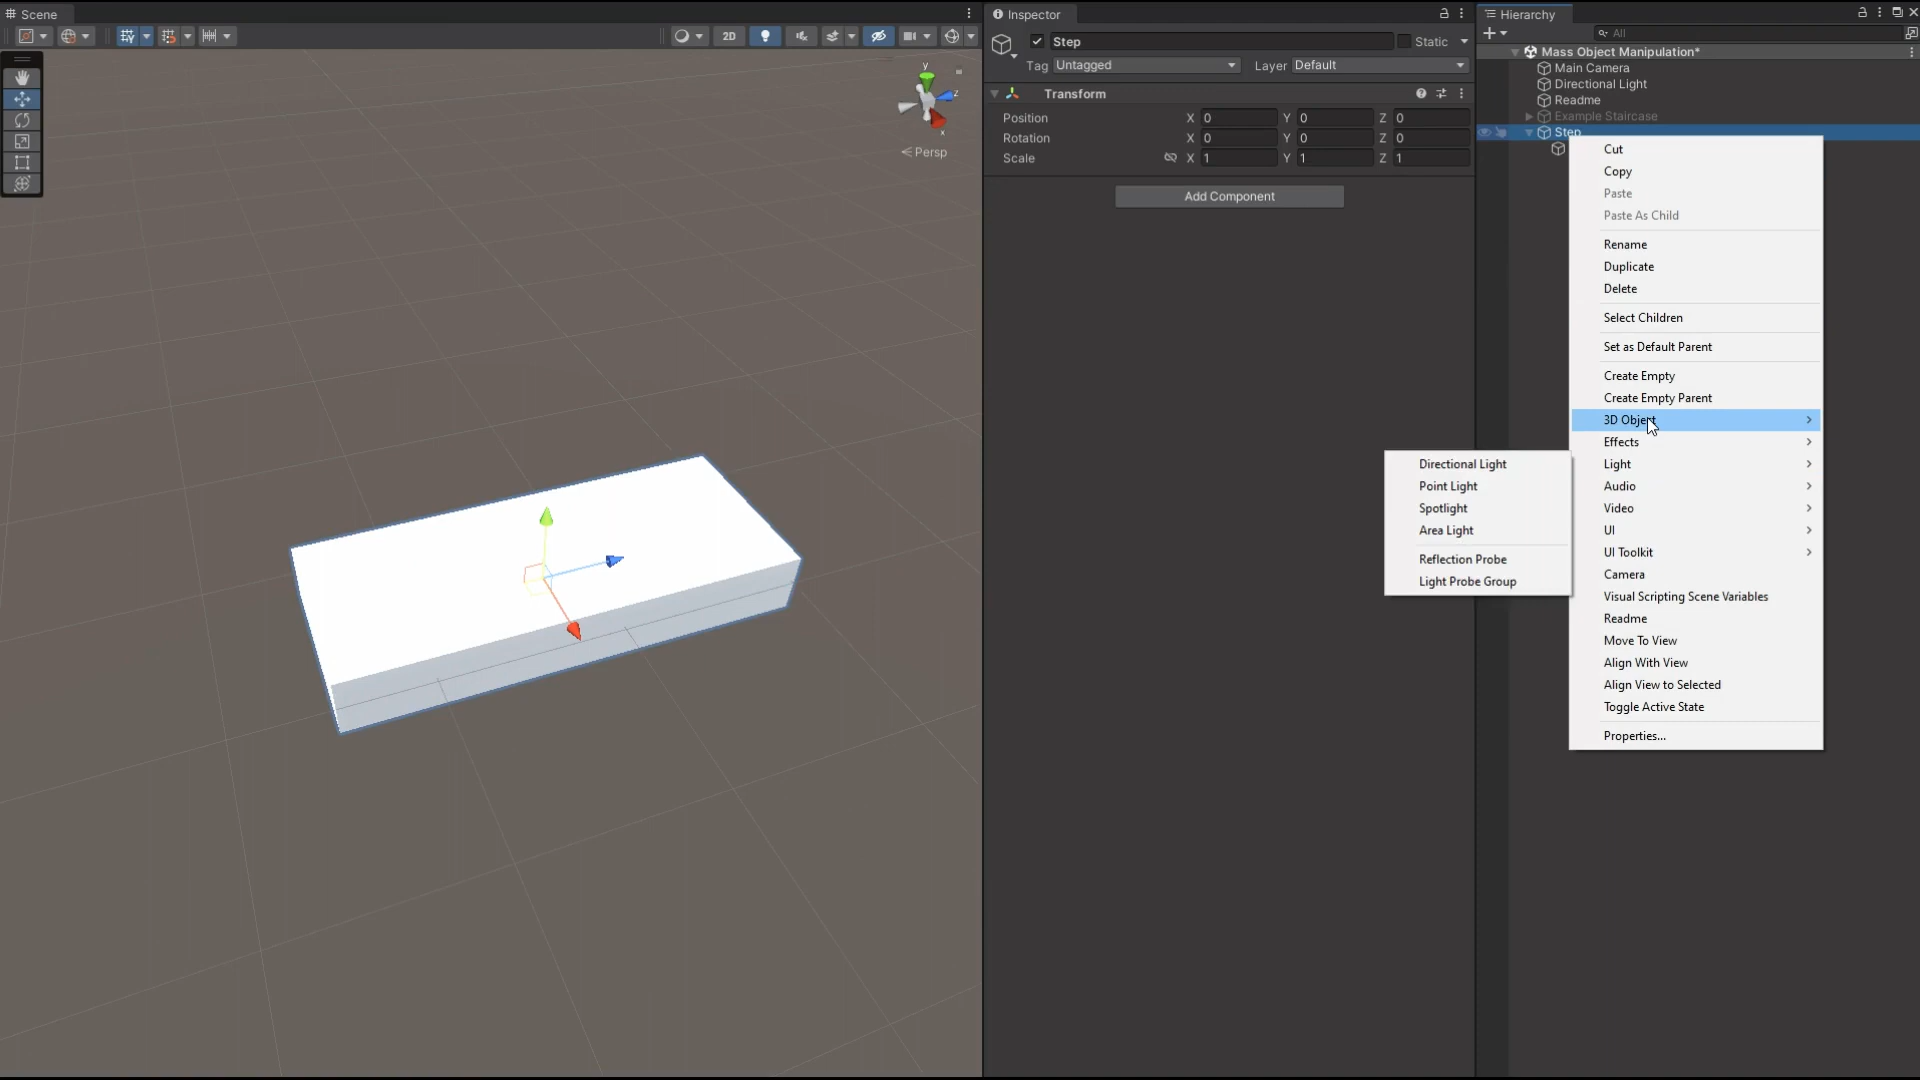 Scene
2D
y
z
x
Persp
Inspector
Step
Static
Tag Untagged Layer Default
Transform
Position X 0 Y 0 Z 0
Rotation X 0 Y 0 Z 0
Scale X 1 Y 1 Z 1
Add Component
Hierarchy
All
Mass Object Manipulation*
Main Camera
Directional Light
Readme
Example Staircase
Step
Cut
Copy
Paste
Paste As Child
Rename
Duplicate
Delete
Select Children
Set as Default Parent
Create Empty
Create Empty Parent
3D Object
Effects
Light
Audio
Video
UI
UI Toolkit
Camera
Visual Scripting Scene Variables
Readme
Move To View
Align With View
Align View to Selected
Toggle Active State
Properties...
Directional Light
Point Light
Spotlight
Area Light
Reflection Probe
Light Probe Group